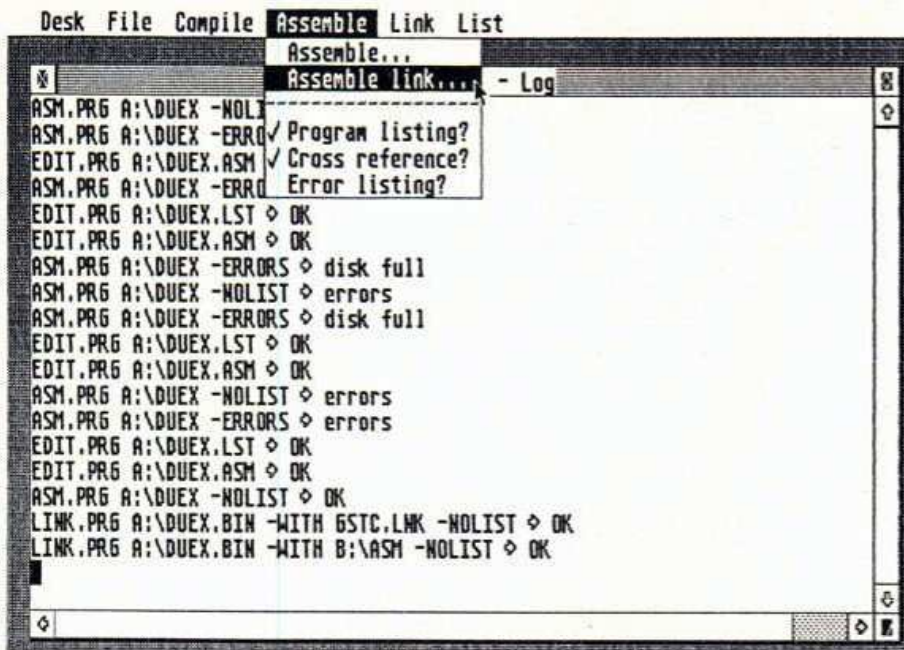 Desk File Compile Assemble Link List
Assemble...
Assemble link...
- Log
ASM.PRG A:\DUEX -NOLI
ASM.PRG A:\DUEX -ERRO
✓ Program listing?
EDIT.PRG A:\DUEX.ASM
✓ Cross reference?
ASM.PRG A:\DUEX -ERRO
Error listing?
EDIT.PRG A:\DUEX.LST ◇ OK
EDIT.PRG A:\DUEX.ASM ◇ OK
ASM.PRG A:\DUEX -ERRORS ◇ disk full
ASM.PRG A:\DUEX -NOLIST ◇ errors
ASM.PRG A:\DUEX -ERRORS ◇ disk full
EDIT.PRG A:\DUEX.LST ◇ OK
EDIT.PRG A:\DUEX.ASM ◇ OK
ASM.PRG A:\DUEX -NOLIST ◇ errors
ASM.PRG A:\DUEX -ERRORS ◇ errors
EDIT.PRG A:\DUEX.LST ◇ OK
EDIT.PRG A:\DUEX.ASM ◇ OK
ASM.PRG A:\DUEX -NOLIST ◇ OK
LINK.PRG A:\DUEX.BIN -WITH GSTC.LNK -NOLIST ◇ OK
LINK.PRG A:\DUEX.BIN -WITH B:\ASM -NOLIST ◇ OK